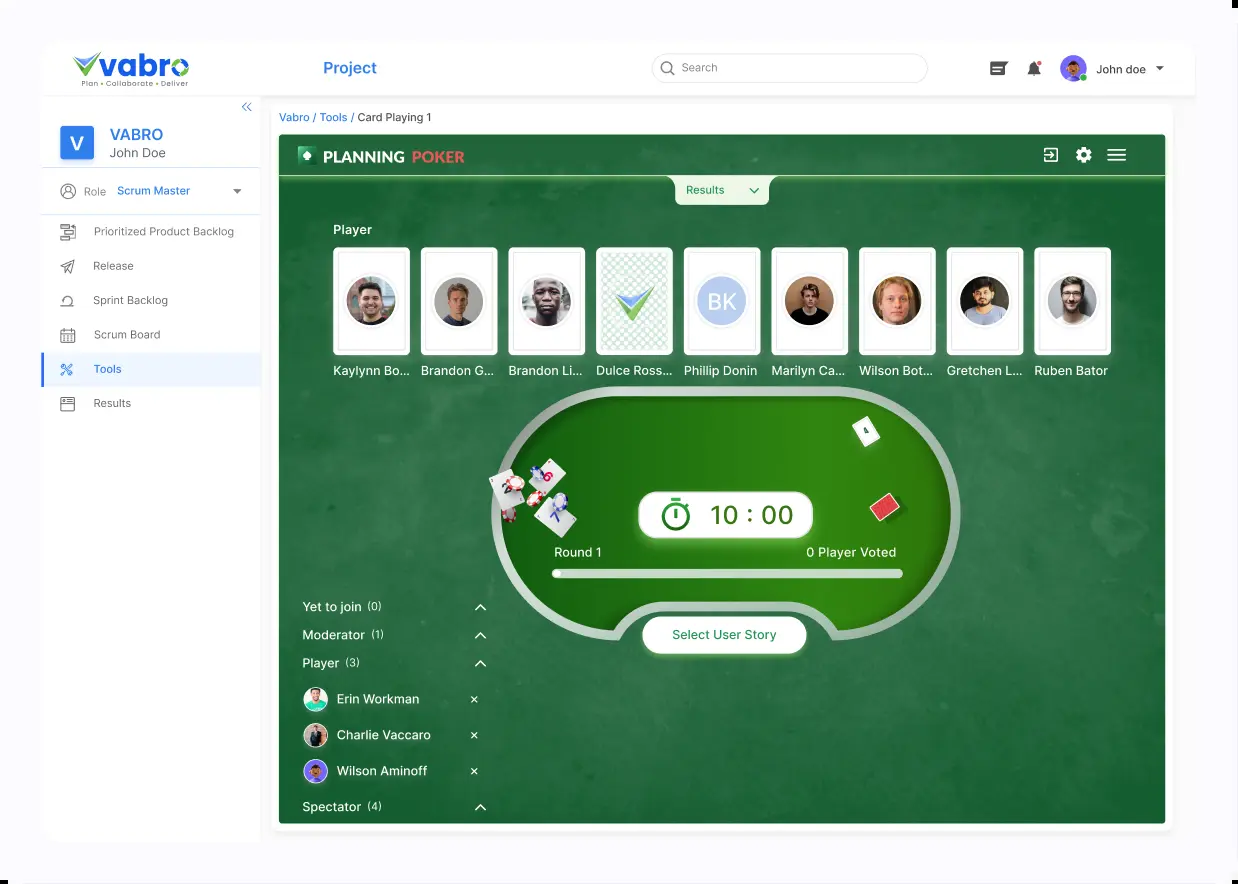 vabro
Plan • Collaborate • Deliver
Project
Search
John doe
V
VABRO
John Doe
Role Scrum Master
Prioritized Product Backlog
Release
Sprint Backlog
Scrum Board
Tools
Results
Vabro / Tools / Card Playing 1
PLANNING POKER
Results
Player
BK
Kaylynn Bo... Brandon G... Brandon Li... Dulce Ross... Phillip Donin Marilyn Ca... Wilson Bot... Gretchen L... Ruben Bator
6
7
10 : 00
Round 1 0 Player Voted
Select User Story
Yet to join (0)
Moderator (1)
Player (3)
Erin Workman ×
Charlie Vaccaro ×
Wilson Aminoff ×
Spectator (4)